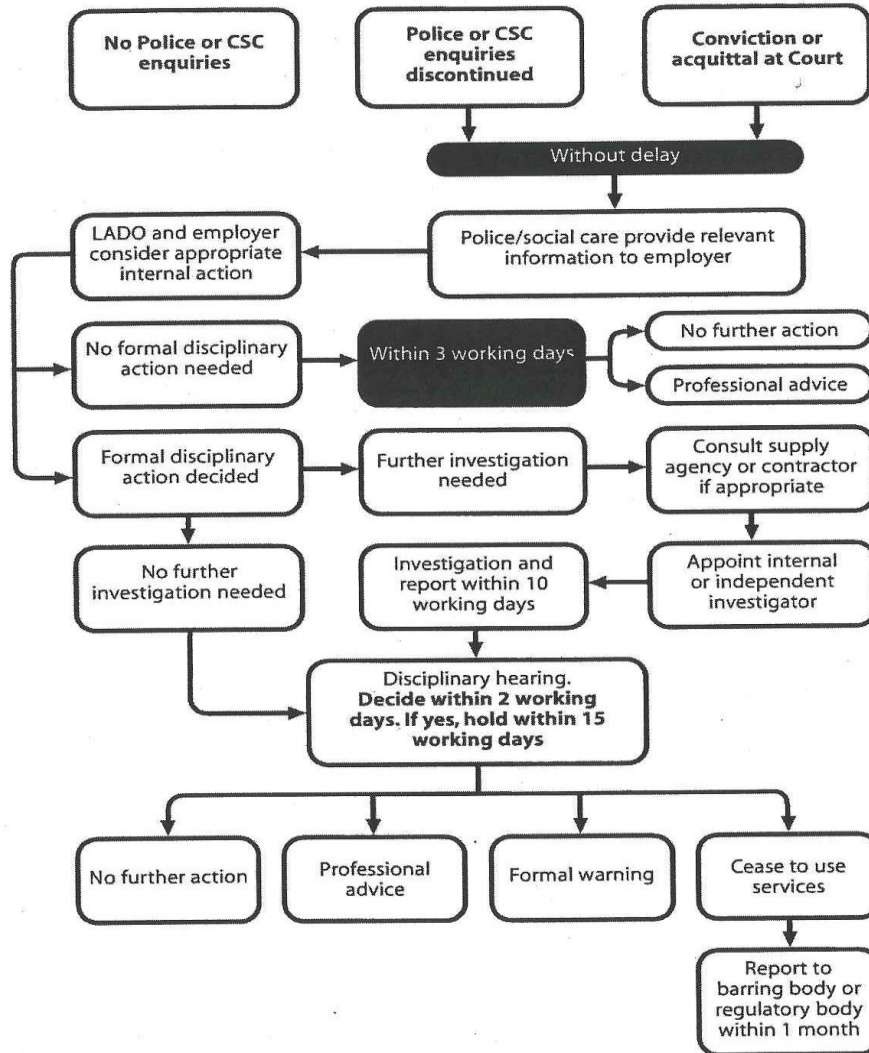 No Police or CSC
enquiries
Police or CSC
enquiries
discontinued
Conviction or
acquittal at Court
Without delay
LADO and employer
consider appropriate
internal action
Police/social care provide relevant
information to employer
No formal disciplinary
action needed
Within 3 working days
No further action
Professional advice
Formal disciplinary
action decided
Further investigation
needed
Consult supply
agency or contractor
if appropriate
No further
investigation needed
Investigation and
report within 10
working days
Appoint internal
or independent
investigator
Disciplinary hearing.
Decide within 2 working
days. If yes, hold within 15
working days
No further action
Professional
advice
Formal warning
Cease to use
services
Report to
barring body or
regulatory body
within 1 month